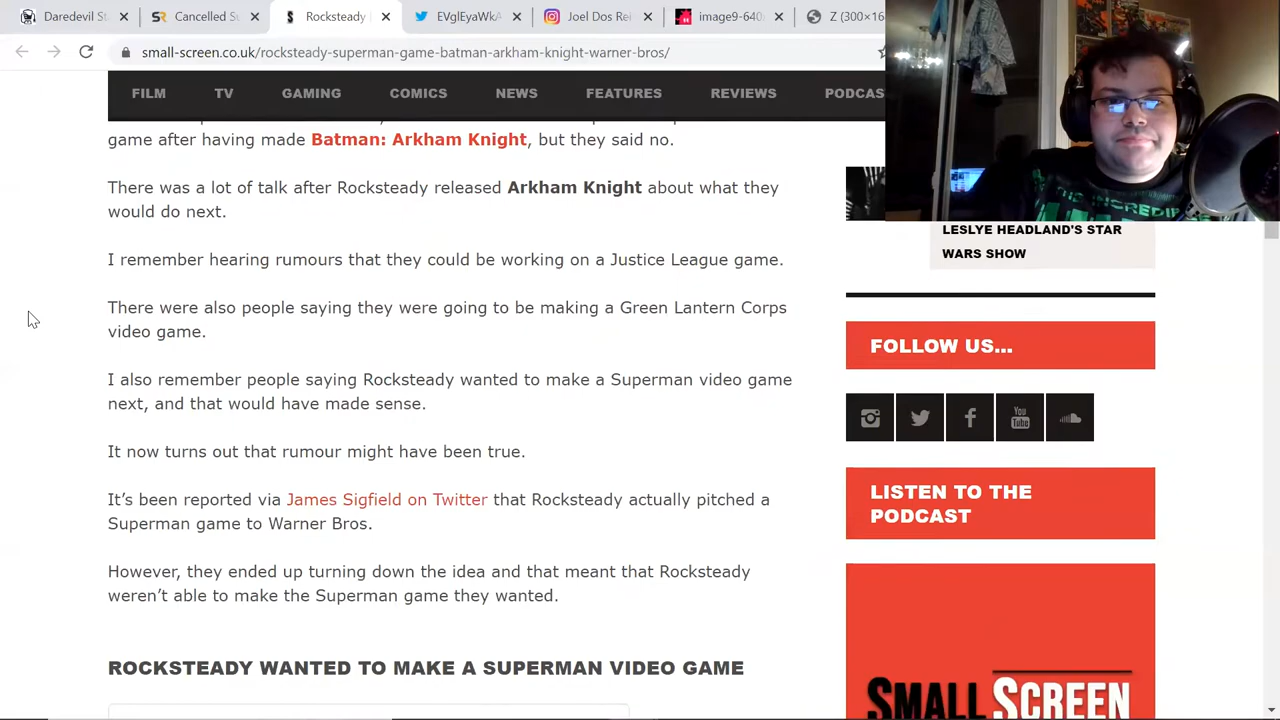 Daredevil St
Cancelled Su
Rocksteady
EVglEyaWkA
Joel Dos Rei
image9-640x
Z (300×16
small-screen.co.uk/rocksteady-superman-game-batman-arkham-knight-warner-bros/
FILM TV GAMING COMICS NEWS FEATURES REVIEWS PODCAS
game after having made Batman: Arkham Knight, but they said no.
There was a lot of talk after Rocksteady released Arkham Knight about what they
would do next.
I remember hearing rumours that they could be working on a Justice League game.
There were also people saying they were going to be making a Green Lantern Corps
video game.
I also remember people saying Rocksteady wanted to make a Superman video game
next, and that would have made sense.
It now turns out that rumour might have been true.
It's been reported via James Sigfield on Twitter that Rocksteady actually pitched a
Superman game to Warner Bros.
However, they ended up turning down the idea and that meant that Rocksteady
weren't able to make the Superman game they wanted.
ROCKSTEADY WANTED TO MAKE A SUPERMAN VIDEO GAME
LESLYE HEADLAND'S STAR
WARS SHOW
FOLLOW US...
You
Tube
LISTEN TO THE
PODCAST
SMALL SCREEN
THE INCREDIB